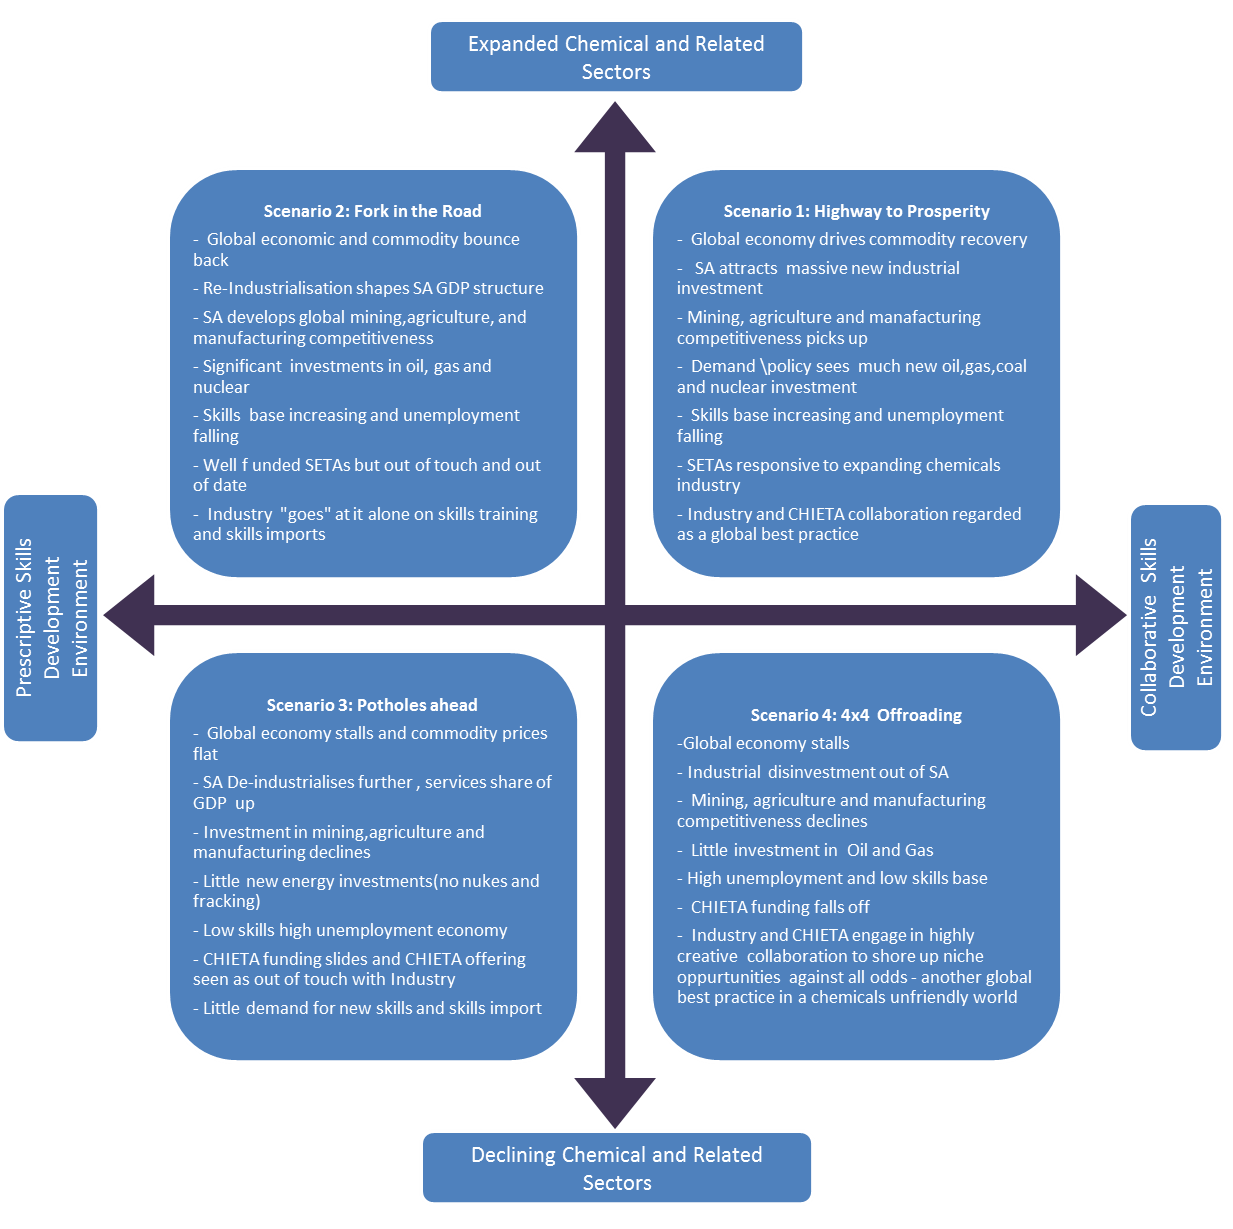 Expanded Chemical and Related
Sectors
Scenario 2: Fork in the Road
- Global economic and commodity bounce
back
- Re-Industrialisation shapes SA GDP structure
- SA develops global mining,agriculture, and
manufacturing competitiveness
- Significant investments in oil, gas and
nuclear
- Skills base increasing and unemployment
falling
- Well f unded SETAs but out of touch and out
of date
- Industry "goes" at it alone on skills training
and skills imports
Scenario 1: Highway to Prosperity
- Global economy drives commodity recovery
- SA attracts massive new industrial
investment
- Mining, agriculture and manafacturing
competitiveness picks up
- Demand \policy sees much new oil,gas,coal
and nuclear investment
- Skills base increasing and unemployment
falling
- SETAs responsive to expanding chemicals
industry
- Industry and CHIETA collaboration regarded
as a global best practice
Prescriptive Skills
Development
Environment
Collaborative Skills
Development
Environment
Scenario 3: Potholes ahead
- Global economy stalls and commodity prices
flat
- SA De-industrialises further , services share of
GDP up
- Investment in mining,agriculture and
manufacturing declines
- Little new energy investments(no nukes and
fracking)
- Low skills high unemployment economy
- CHIETA funding slides and CHIETA offering
seen as out of touch with Industry
- Little demand for new skills and skills import
Scenario 4: 4x4 Offroading
-Global economy stalls
- Industrial disinvestment out of SA
- Mining, agriculture and manufacturing
competitiveness declines
- Little investment in Oil and Gas
- High unemployment and low skills base
- CHIETA funding falls off
- Industry and CHIETA engage in highly
creative collaboration to shore up niche
oppurtunities against all odds - another global
best practice in a chemicals unfriendly world
Declining Chemical and Related
Sectors